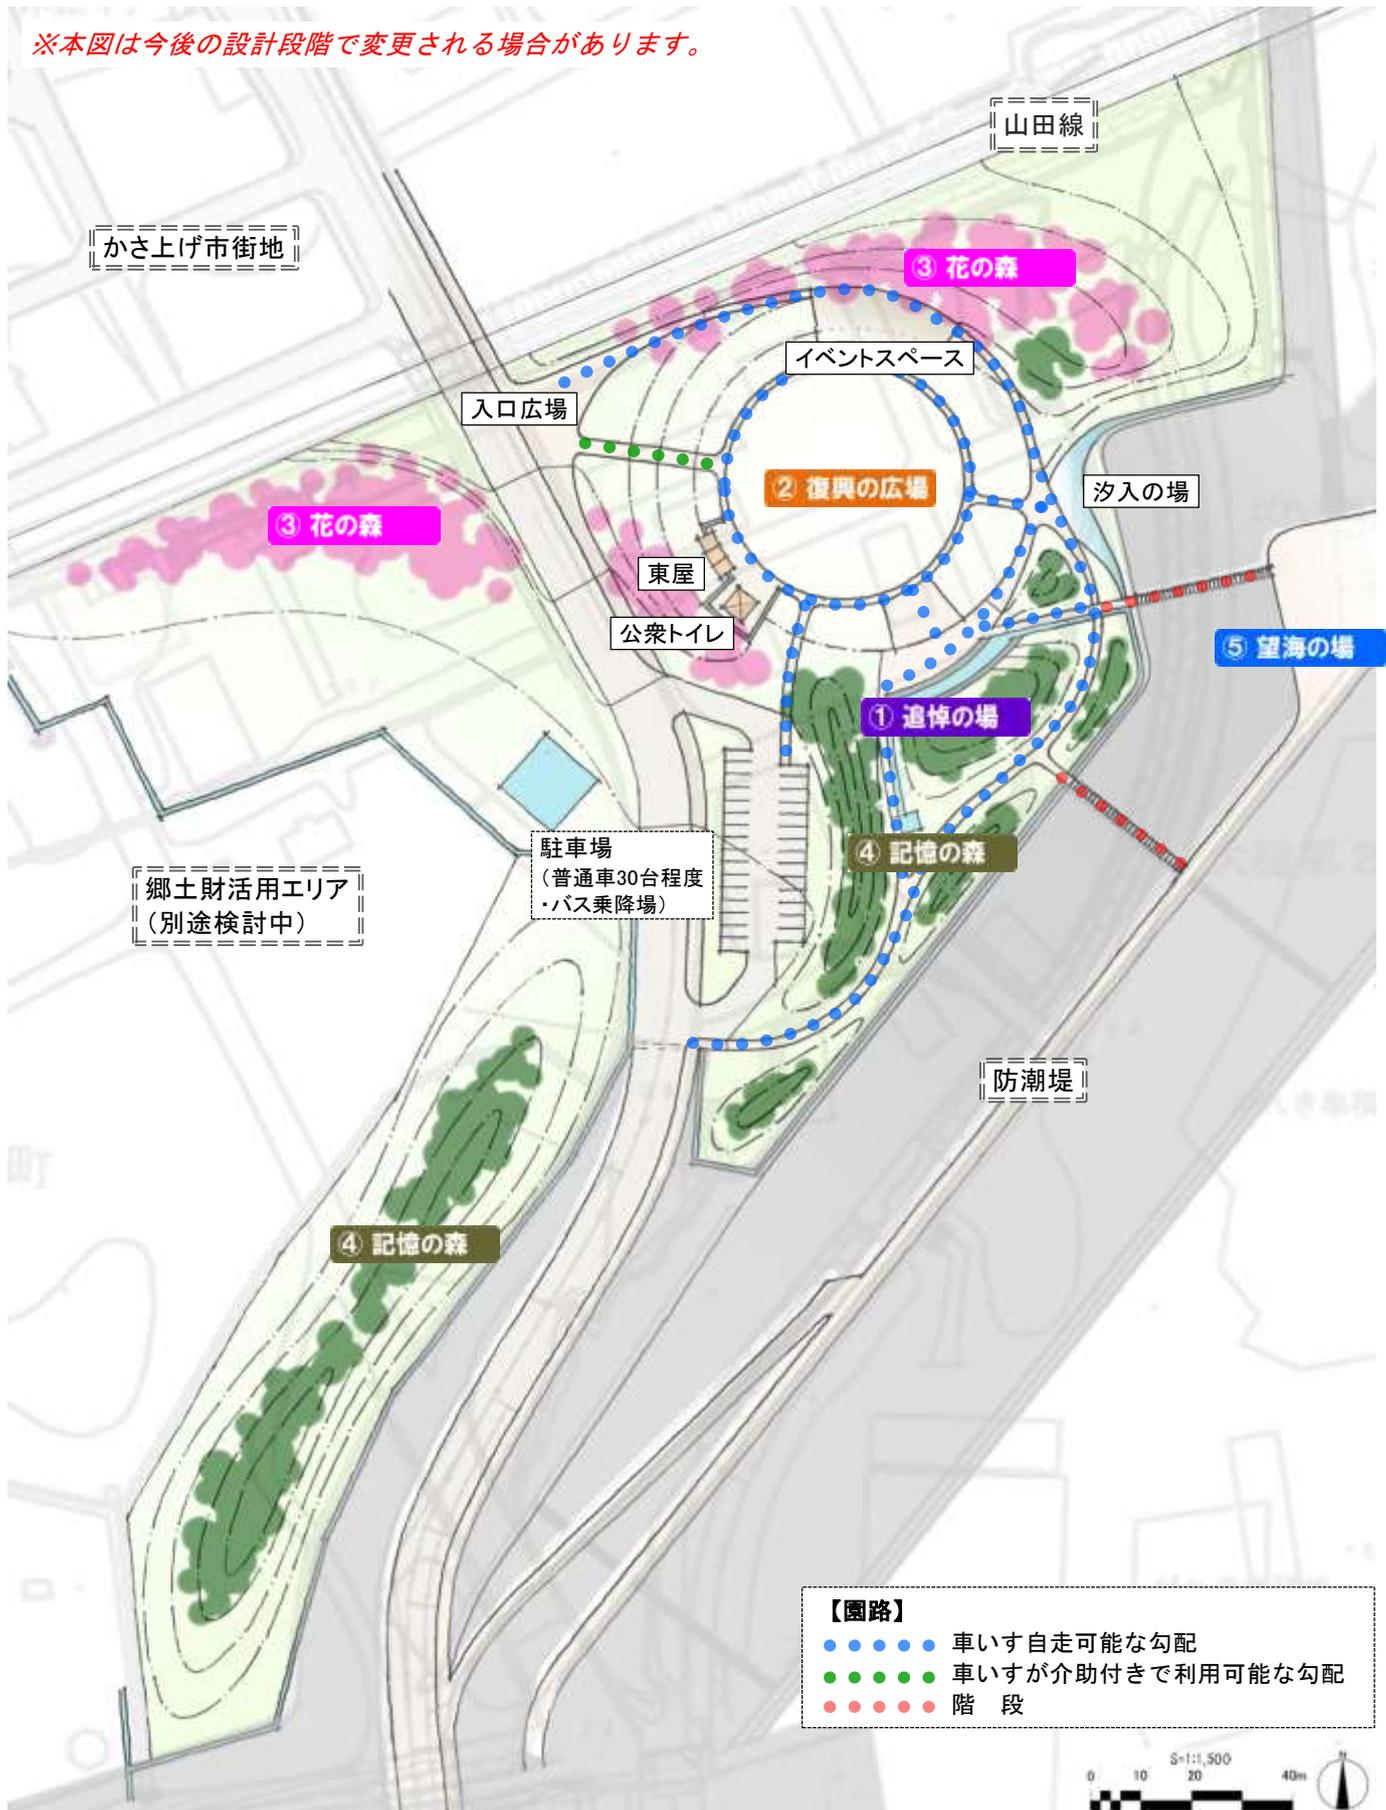 ※本図は今後の設計段階で変更される場合があります。
山田線
かさ上げ市街地
③ 花の森
イベントスペース
入口広場
② 復興の広場
汐入の場
③ 花の森
東屋
公衆トイレ
⑤ 望海の場
① 追悼の場
駐車場
（普通車30台程度
・バス乗降場）
④ 記憶の森
郷土財活用エリア
（別途検討中）
防潮堤
町
④ 記憶の森
【園路】
車いす自走可能な勾配
車いすが介助付きで利用可能な勾配
階　段
S=1:1,500
0 10 20 40m
N